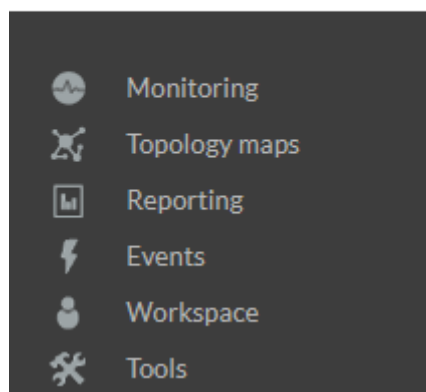 Monitoring
Topology maps
Reporting
Events
Workspace
Tools